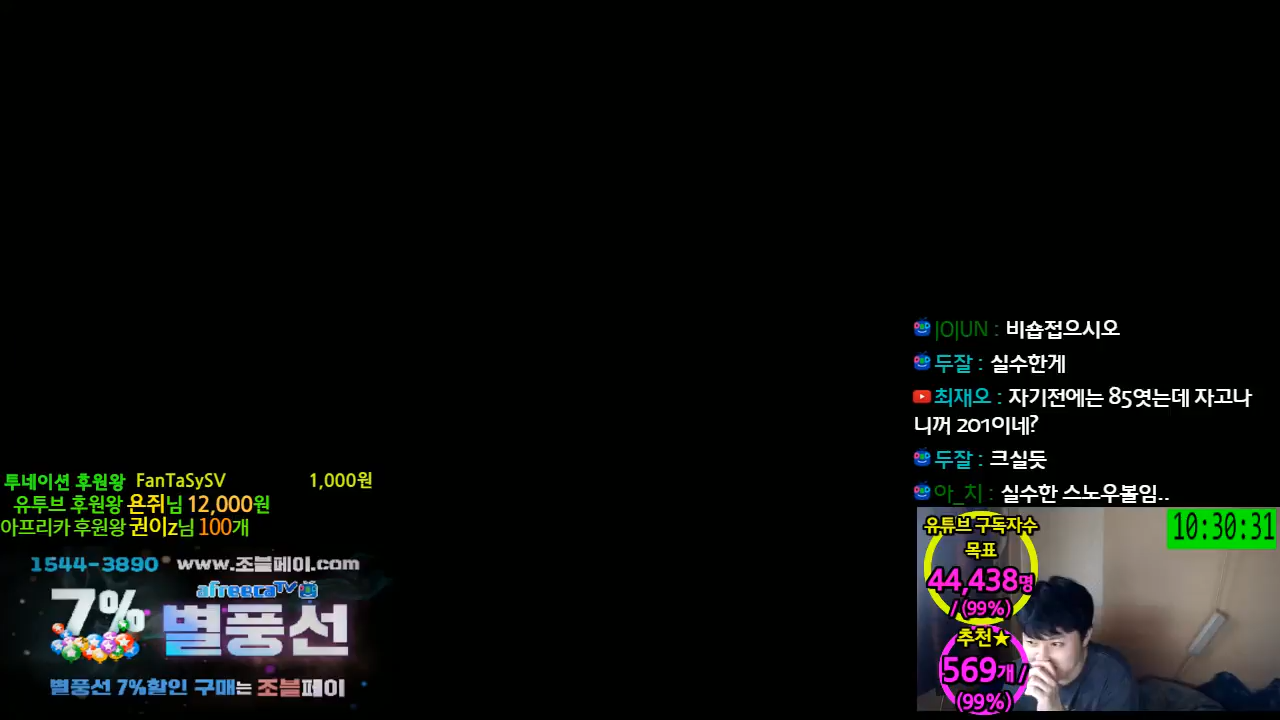 |O|UN : 비숍접으시오
두잘 : 실수한게
최재오 : 자기전에는 85엿는데 자고나
니꺼 201이네?
두잘 : 크실듯
아_치 : 실수한 스노우볼임..
투네이션 후원왕 FanTaSySV 1,000원
유투브 후원왕 욘쥐님 12,000원
아프리카 후원왕 권이z님 100개
1544-3890 www.조블페이.com
afreecaTV
7% 별풍선
별풍선 7%할인 구매는 조블페이
10:30:31
유튜브 구독자수
목표
44,438명
/ (99%)
추천★
569개 /
(99%)